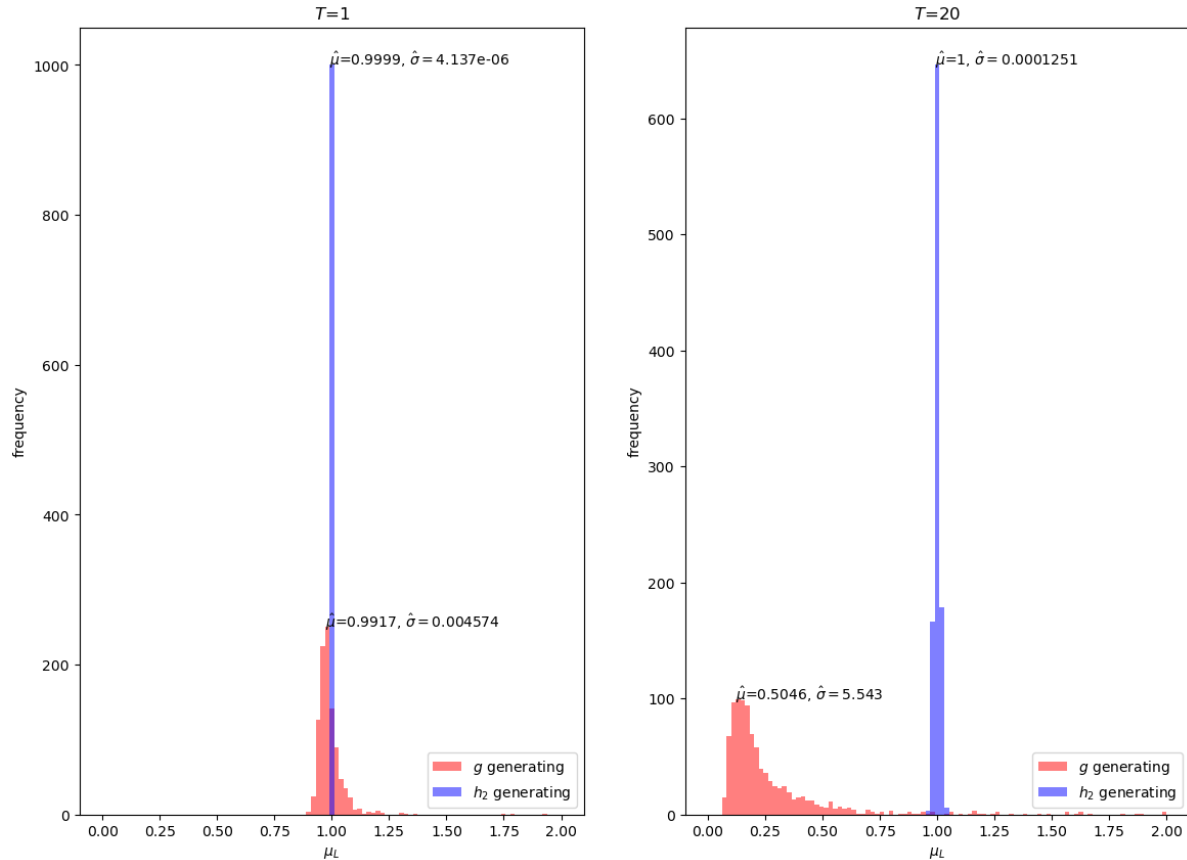 T=1
1000
800
600
400
200
0
frequency
μ̂=0.9999, σ̂ = 4.137e-06
μ̂=0.9917, σ̂ = 0.004574
g generating
h₂ generating
0.00 0.25 0.50 0.75 1.00 1.25 1.50 1.75 2.00
μ_L
T=20
600
500
400
300
200
100
0
frequency
μ̂=1, σ̂ = 0.0001251
μ̂=0.5046, σ̂ = 5.543
g generating
h₂ generating
0.00 0.25 0.50 0.75 1.00 1.25 1.50 1.75 2.00
μ_L